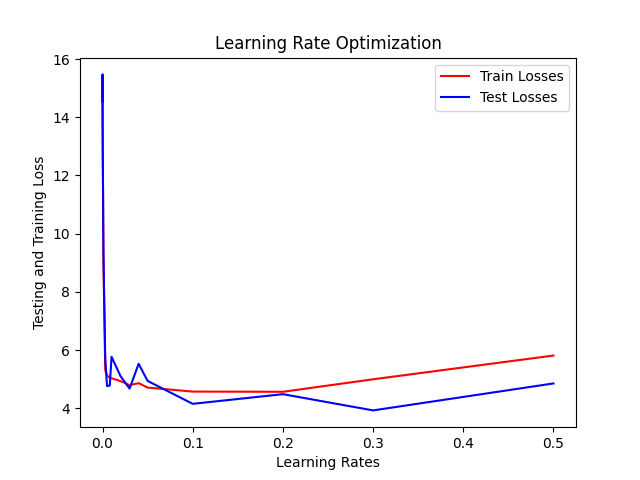 Learning Rate Optimization
Train Losses
Test Losses
Testing and Training Loss
16
14
12
10
8
6
4
0.0 0.1 0.2 0.3 0.4 0.5
Learning Rates